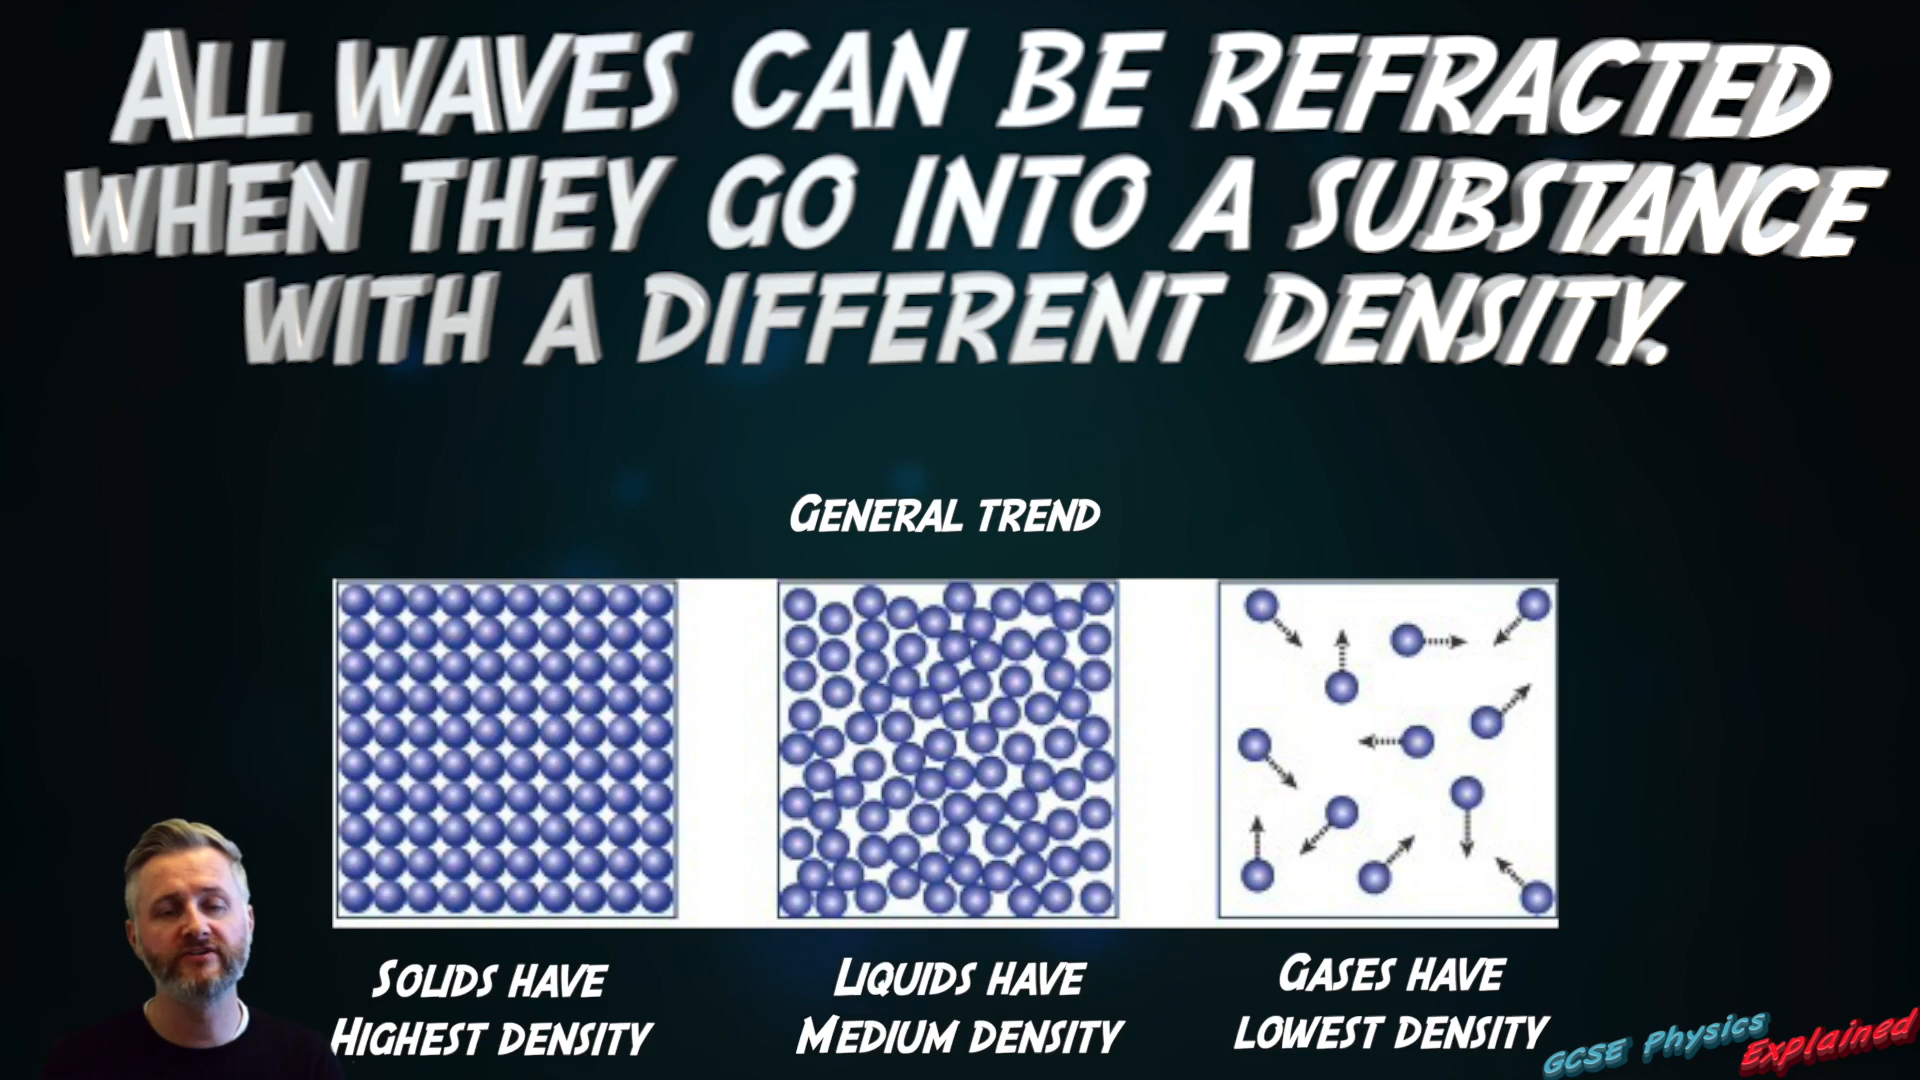 All waves can be refracted
when they go into a substance
with a different density.
General trend
Solids have
Highest density
Liquids have
Medium density
Gases have
lowest density
GCSE Physics
Explained